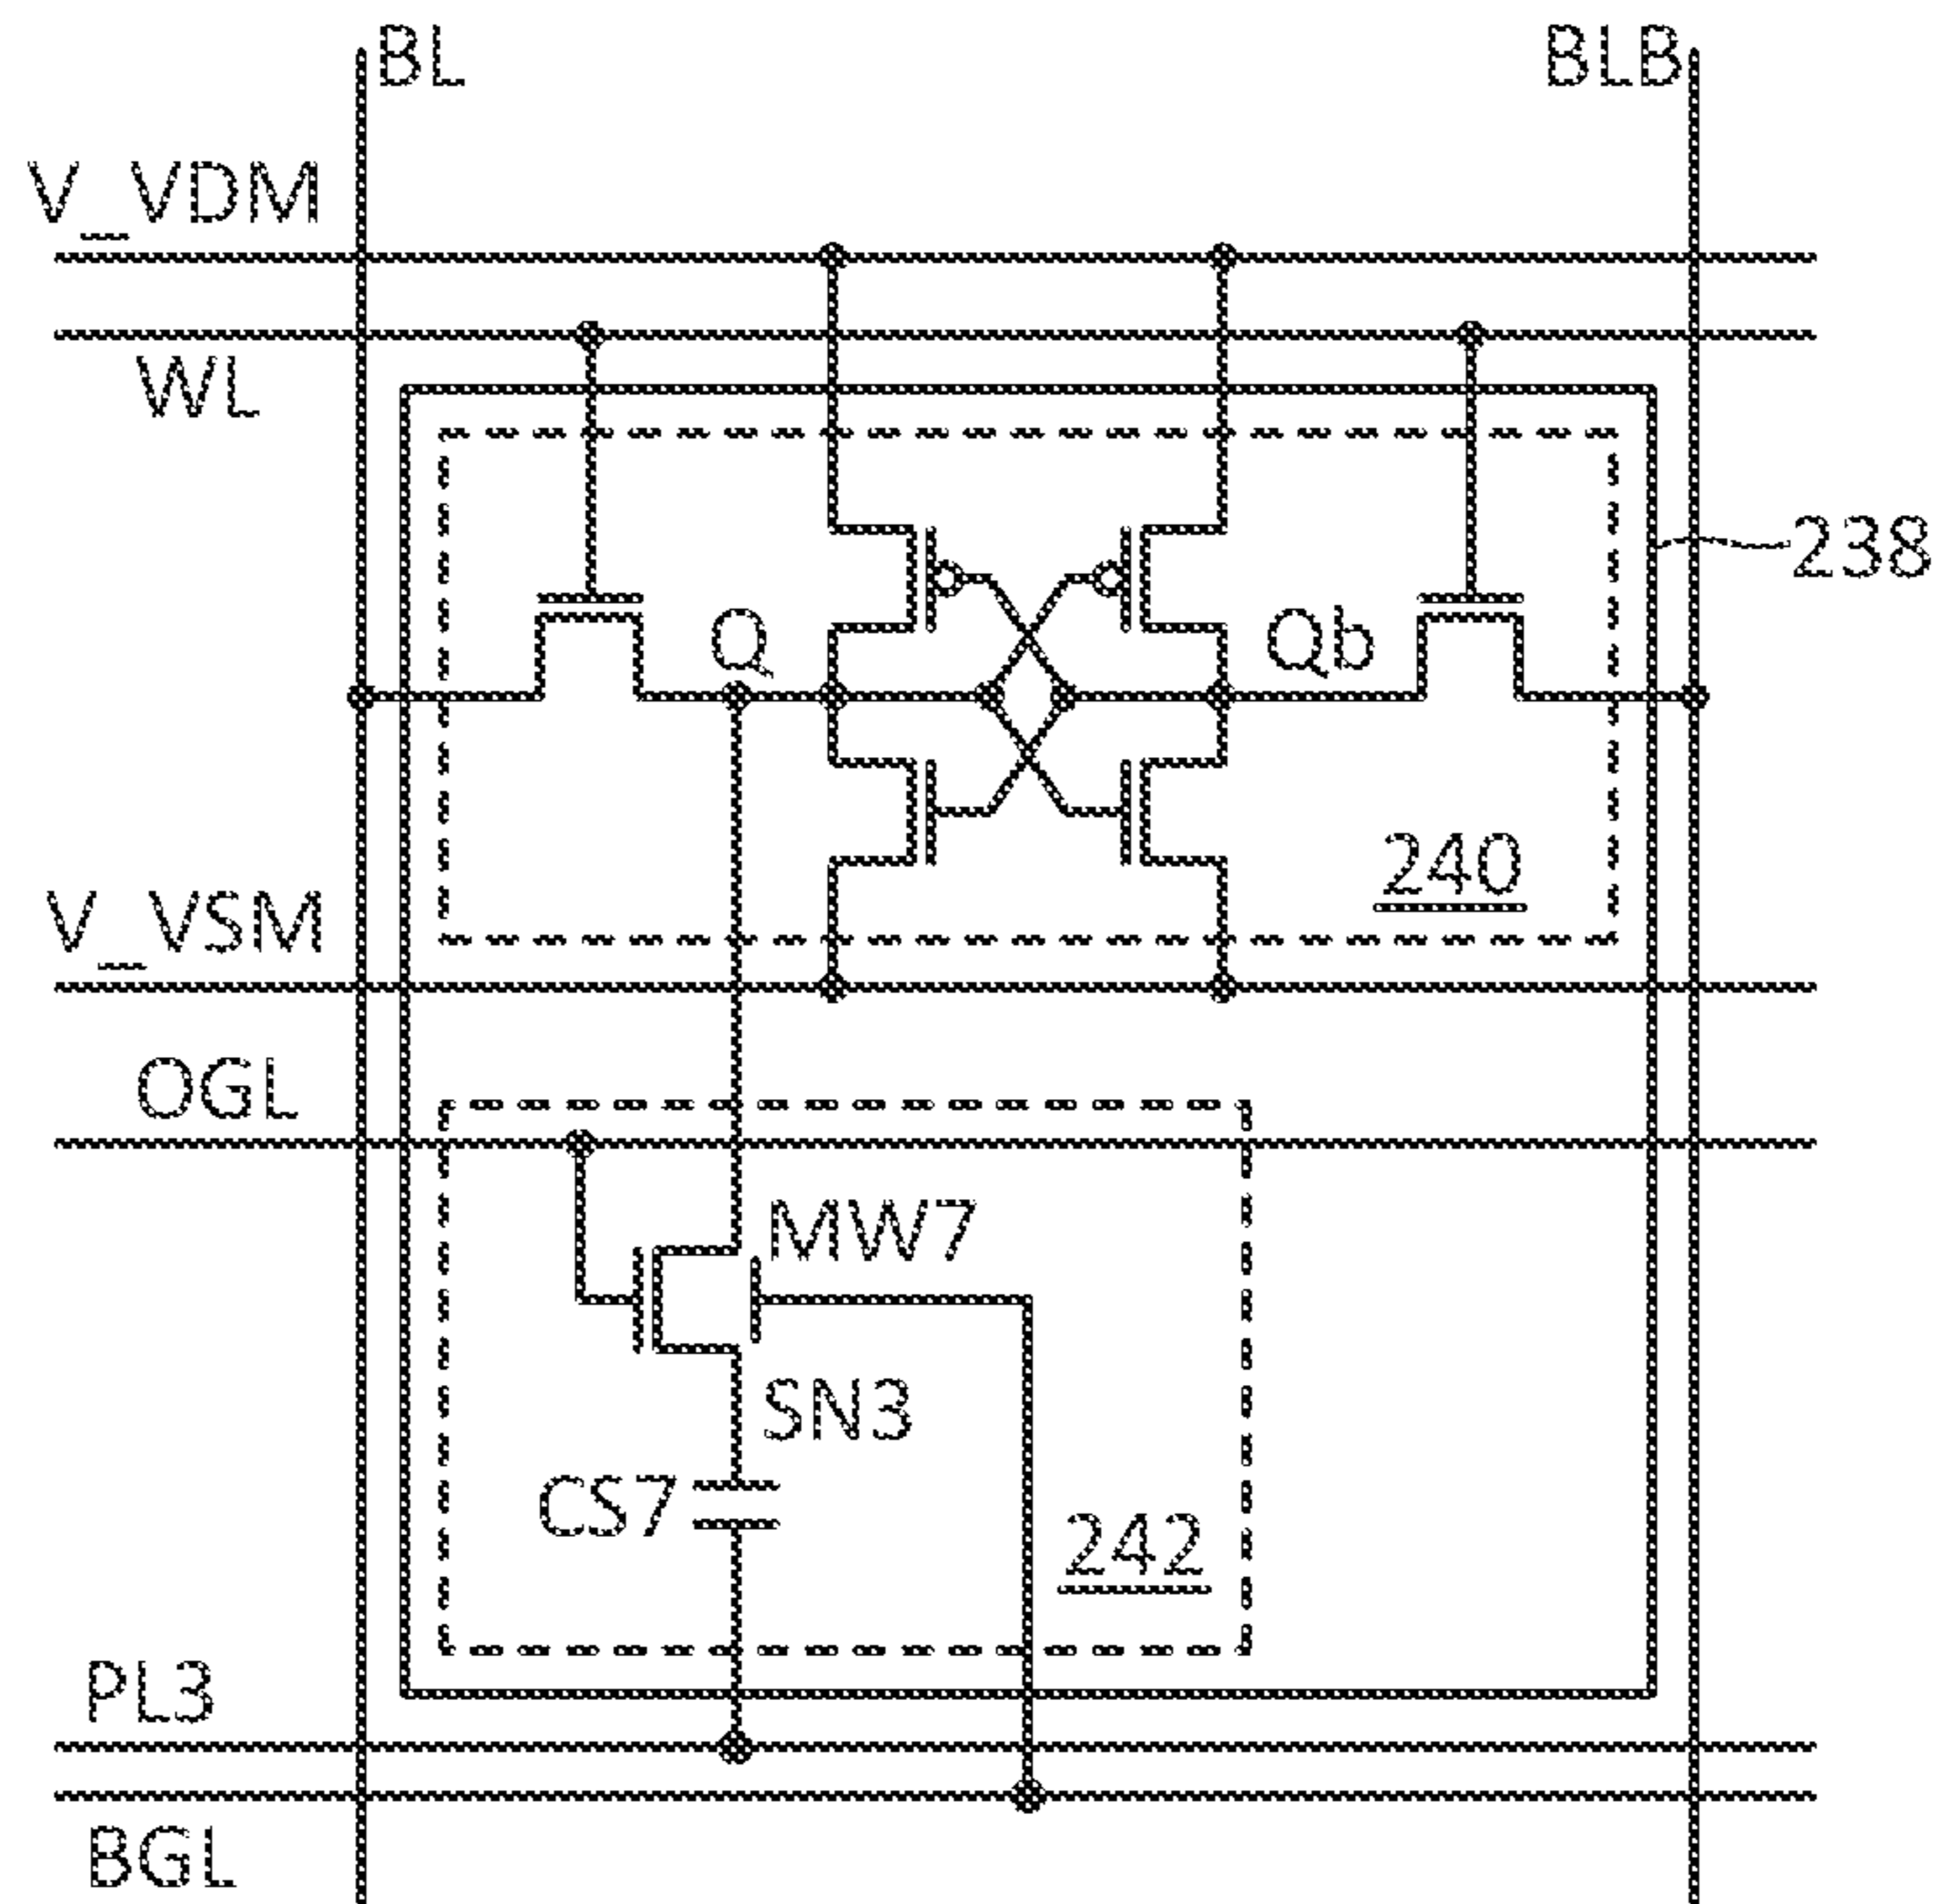 BL BLB
V_VDM
WL
238
Q Qb
240
V_VSM
OGL
MW7
SN3
CS7
242
PL3
BGL